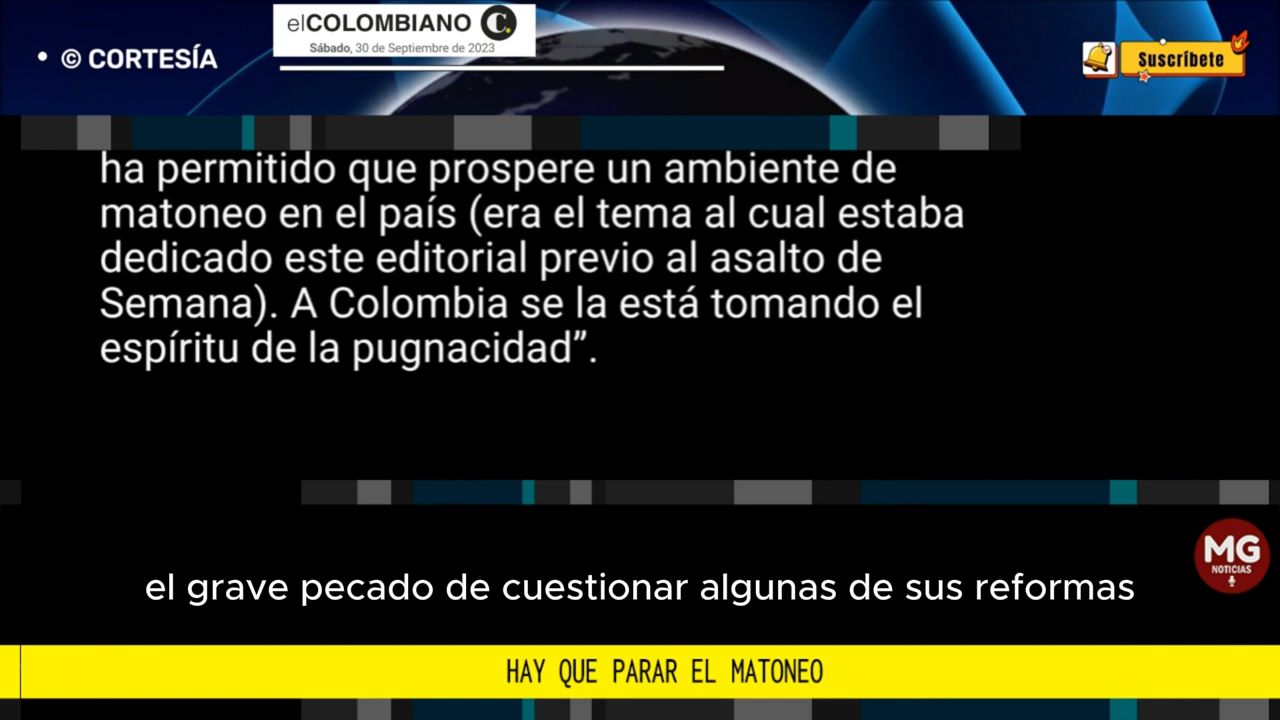 elCOLOMBIANO C.
Sábado, 30 de Septiembre de 2023
• © CORTESÍA
Suscríbete
ha permitido que prospere un ambiente de
matoneo en el país (era el tema al cual estaba
dedicado este editorial previo al asalto de
Semana). A Colombia se la está tomando el
espíritu de la pugnacidad”.
MG
NOTICIAS
el grave pecado de cuestionar algunas de sus reformas
HAY QUE PARAR EL MATONEO